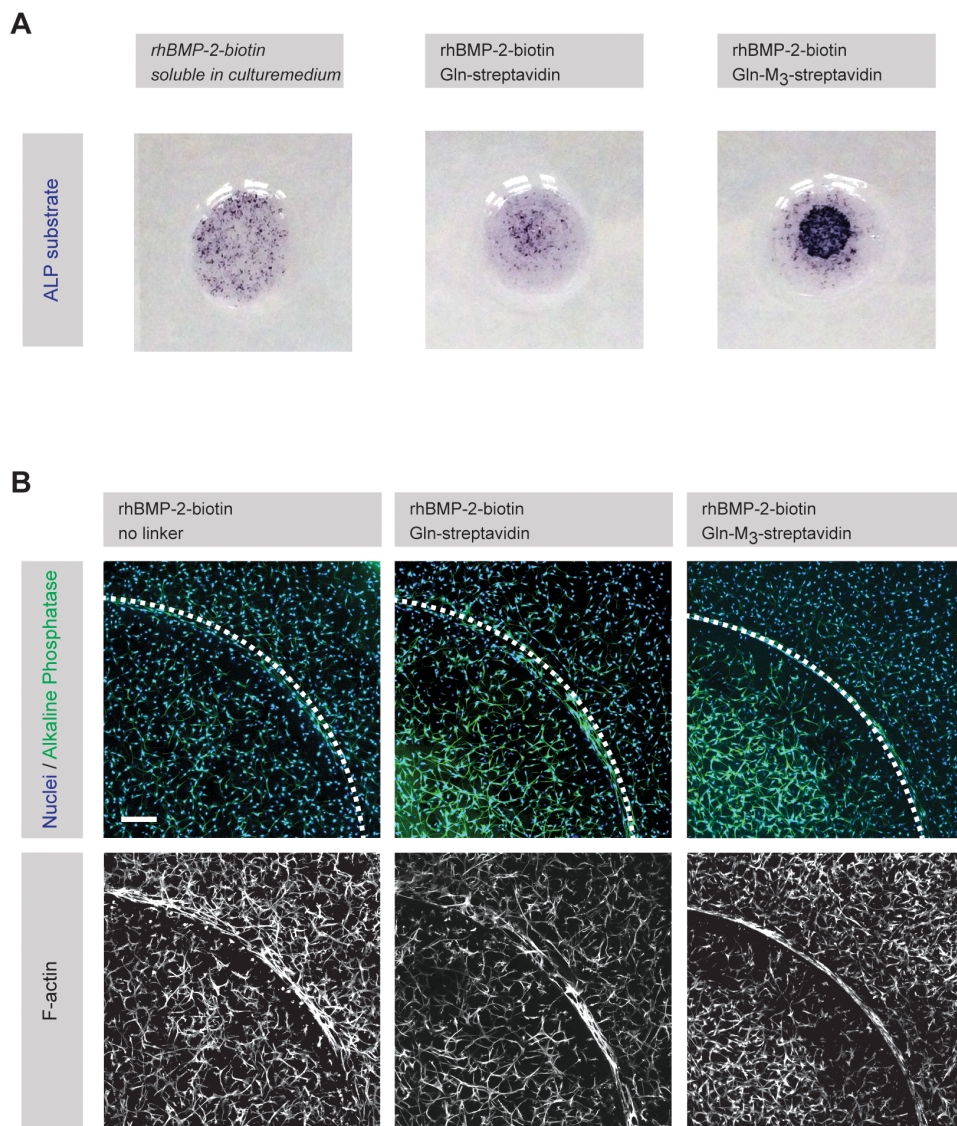 A
rhBMP-2-biotin
soluble in culturemedium
rhBMP-2-biotin
Gln-streptavidin
rhBMP-2-biotin
Gln-M3-streptavidin
ALP substrate
B
rhBMP-2-biotin
no linker
rhBMP-2-biotin
Gln-streptavidin
rhBMP-2-biotin
Gln-M3-streptavidin
Nuclei / Alkaline Phosphatase
F-actin